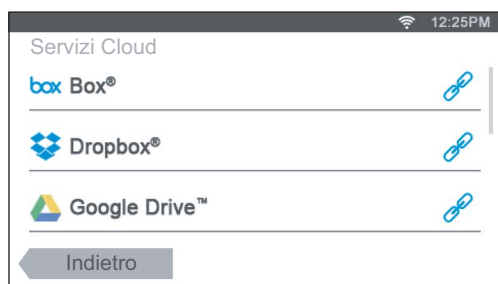 12:25PM
Servizi Cloud
box Box®
Dropbox®
Google Drive™
Indietro